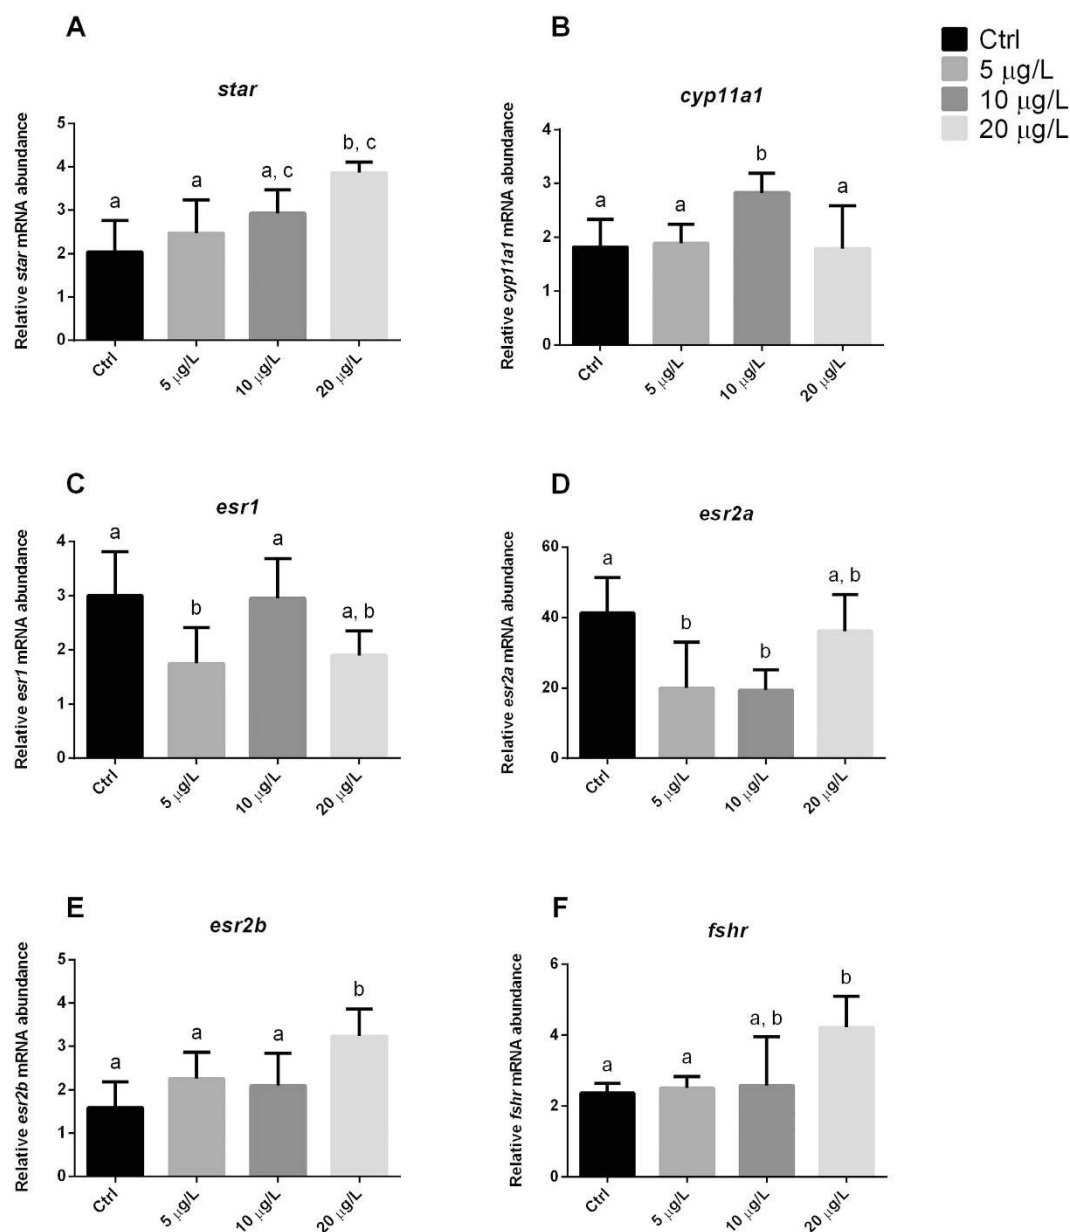 A
star
Relative star mRNA abundance
5
4
3
2
1
0
a
a
a, c
b, c
Ctrl
5 μg/L
10 μg/L
20 μg/L
B
cyp11a1
Relative cyp11a1 mRNA abundance
4
3
2
1
0
a
a
b
a
Ctrl
5 μg/L
10 μg/L
20 μg/L
Ctrl
5 μg/L
10 μg/L
20 μg/L
C
esr1
Relative esr1 mRNA abundance
4
3
2
1
0
a
b
a
a, b
Ctrl
5 μg/L
10 μg/L
20 μg/L
D
esr2a
Relative esr2a mRNA abundance
60
40
20
0
a
b
b
a, b
Ctrl
5 μg/L
10 μg/L
20 μg/L
E
esr2b
Relative esr2b mRNA abundance
5
4
3
2
1
0
a
a
a
b
Ctrl
5 μg/L
10 μg/L
20 μg/L
F
fshr
Relative fshr mRNA abundance
6
4
2
0
a
a
a, b
b
Ctrl
5 μg/L
10 μg/L
20 μg/L